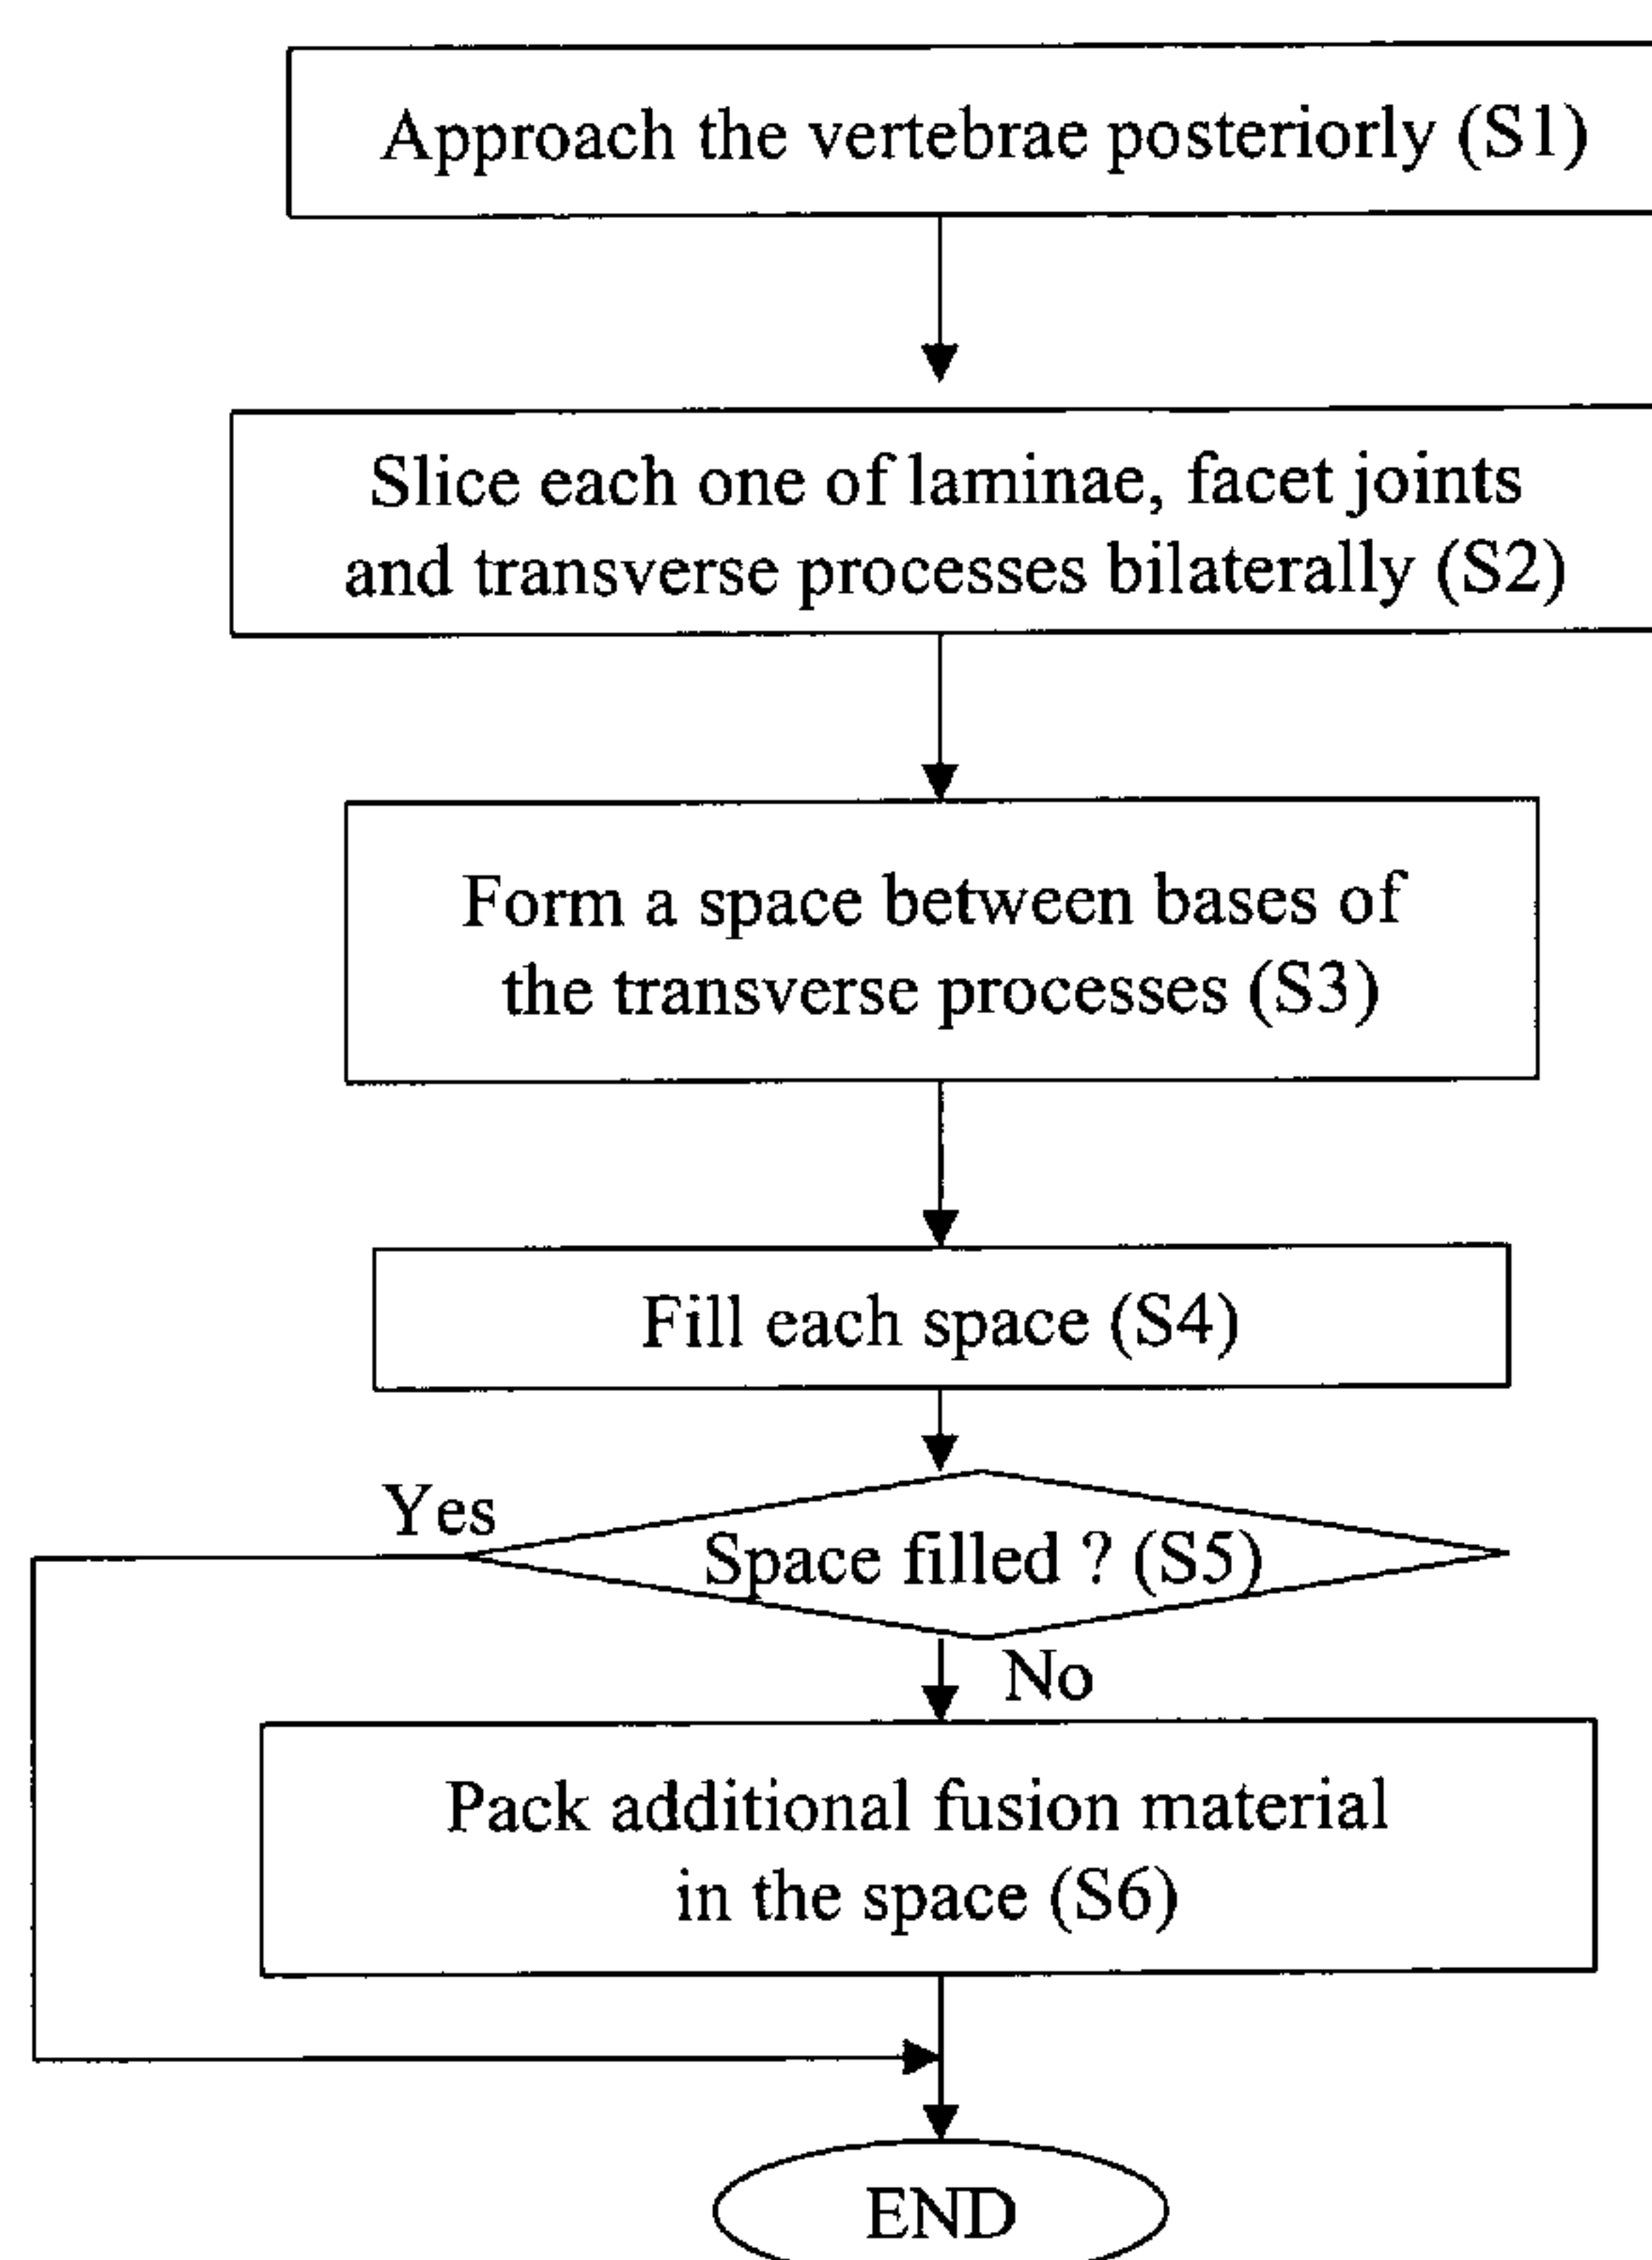 Approach the vertebrae posteriorly (S1)
Slice each one of laminae, facet joints
and transverse processes bilaterally (S2)
Form a space between bases of
the transverse processes (S3)
Fill each space (S4)
Yes
Space filled ? (S5)
No
Pack additional fusion material
in the space (S6)
END